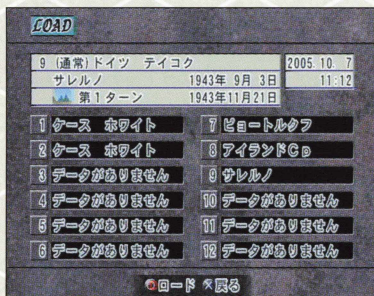 LOAD
9 (通常)ドイツ テイコク 2005.10. 7
サレルノ 1943年 9月 3日 11:12
第1ターン 1943年11月21日
1 ケース ホワイト 7 ビョートルクフ
2 ケース ホワイト 8 アイランドCp
3 データがありません 9 サレルノ
4 データがありません 10 データがありません
5 データがありません 11 データがありません
6 データがありません 12 データがありません
ロード 戻る